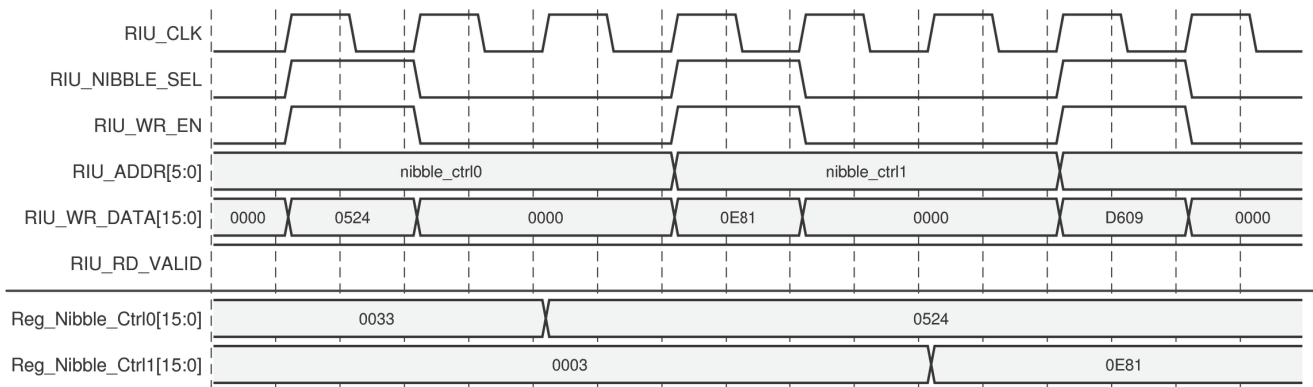 RIU_CLK
RIU_NIBBLE_SEL
RIU_WR_EN
RIU_ADDR[5:0] nibble_ctrl0 nibble_ctrl1
RIU_WR_DATA[15:0] 0000 0524 0000 0E81 0000 D609 0000
RIU_RD_VALID
Reg_Nibble_Ctrl0[15:0] 0033 0524
Reg_Nibble_Ctrl1[15:0] 0003 0E81